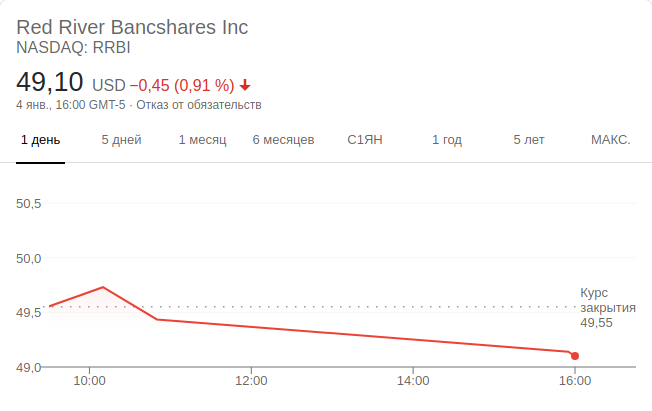 Red River Bancshares Inc
NASDAQ: RRBI
49,10 USD −0,45 (0,91 %)
4 янв., 16:00 GMT-5 · Отказ от обязательств
1 день 5 дней 1 месяц 6 месяцев С1ЯН 1 год 5 лет МАКС.
50,5
50,0
49,5
49,0
Курс
закрытия
49,55
10:00 12:00 14:00 16:00